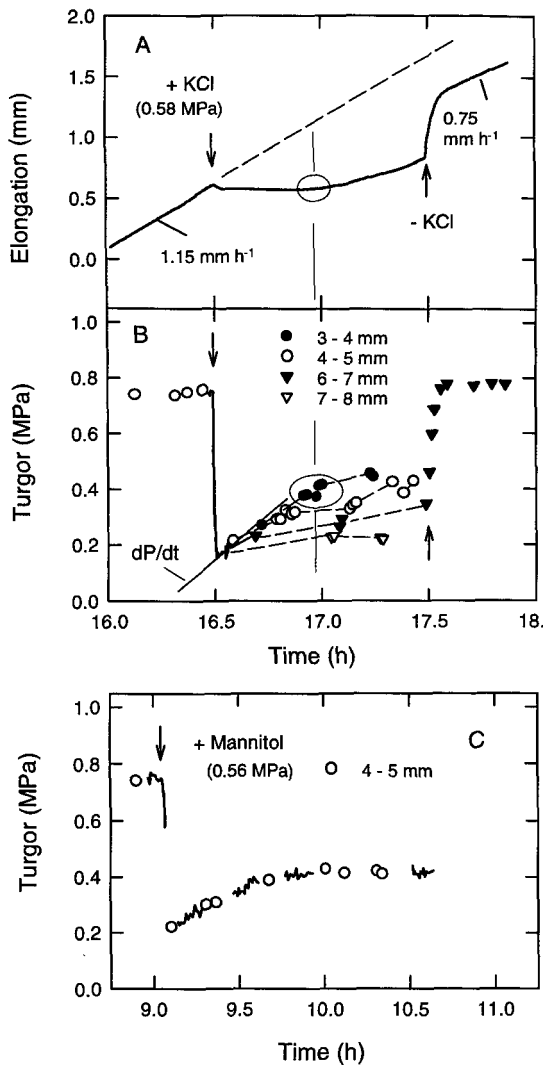 A
2.0
1.5
1.0
0.5
0.0
Elongation (mm)
+ KCl
(0.58 MPa)
1.15 mm h⁻¹
0.75
mm h⁻¹
- KCl
B
1.0
0.8
0.6
0.4
0.2
0.0
Turgor (MPa)
3 - 4 mm
4 - 5 mm
6 - 7 mm
7 - 8 mm
dP/dt
16.0 16.5 17.0 17.5 18.
Time (h)
C
1.0
0.8
0.6
0.4
0.2
0.0
Turgor (MPa)
+ Mannitol
(0.56 MPa) 4 - 5 mm
9.0 9.5 10.0 10.5 11.0
Time (h)